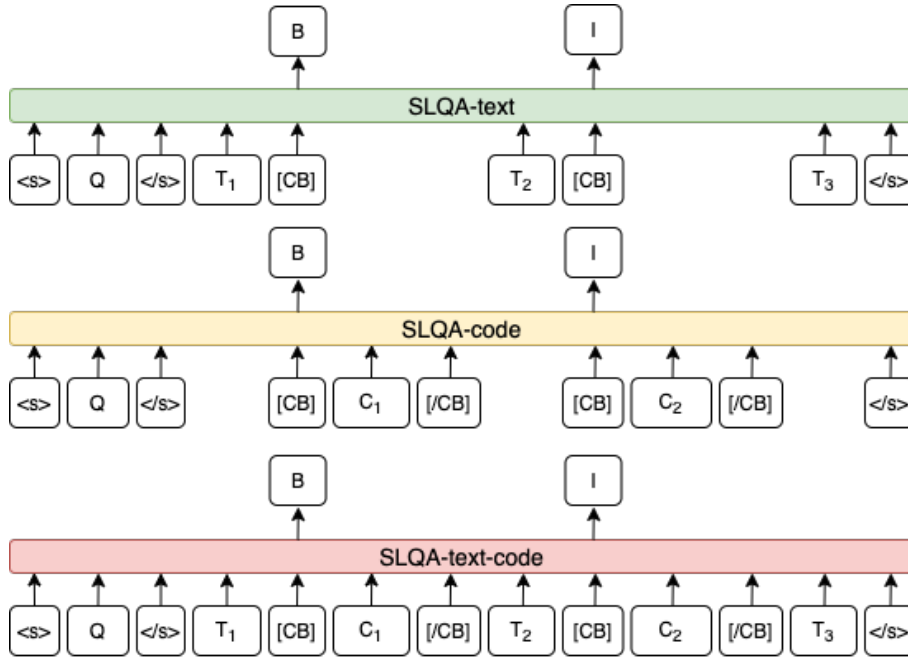 B I
SLQA-text
<s> Q </s> T₁ [CB] T₂ [CB] T₃ </s>
B I
SLQA-code
<s> Q </s> [CB] C₁ [/CB] [CB] C₂ [/CB] </s>
B I
SLQA-text-code
<s> Q </s> T₁ [CB] C₁ [/CB] T₂ [CB] C₂ [/CB] T₃ </s>